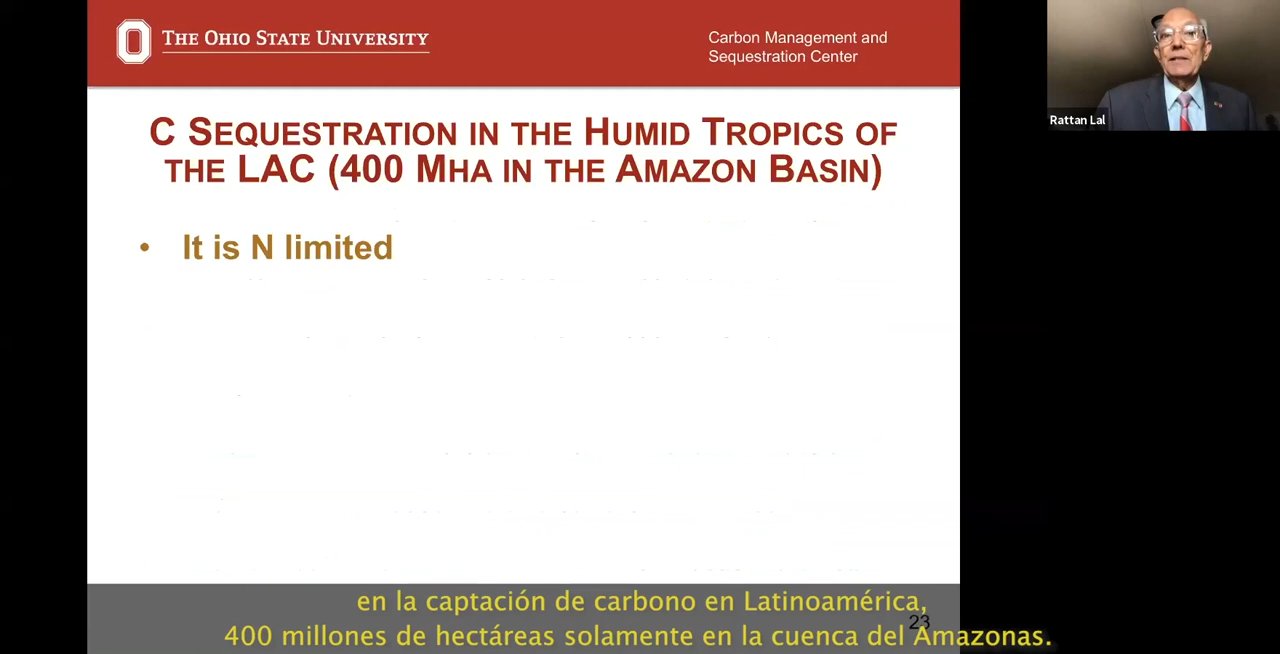 THE OHIO STATE UNIVERSITY
Carbon Management and
Sequestration Center
Rattan Lal
C SEQUESTRATION IN THE HUMID TROPICS OF
THE LAC (400 MHA IN THE AMAZON BASIN)
• It is N limited
en la captación de carbono en Latinoamérica,
23
400 millones de hectáreas solamente en la cuenca del Amazonas.